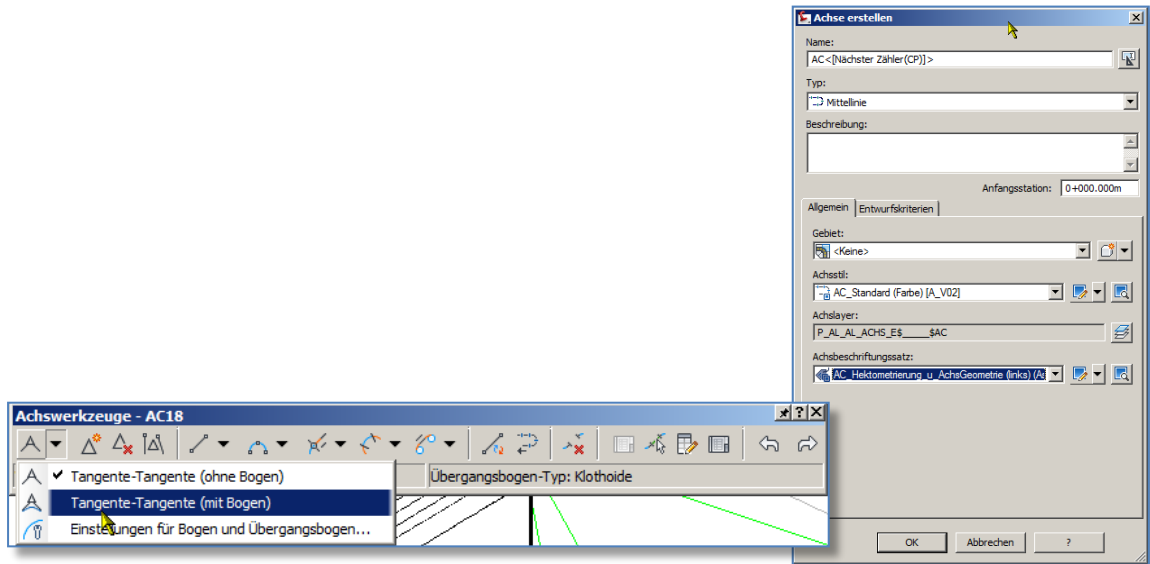 Achse erstellen
Name:
AC<[Nächster Zähler(CP)]>
Typ:
Mittellinie
Beschreibung:
Anfangsstation: 0+000.000m
Allgemein Entwurfskriterien
Gebiet:
<Keine>
Achsstil:
AC_Standard (Farbe) [A_V02]
Achslayer:
P_AL_AL_ACHS_E$_____$AC
Achsbeschriftungssatz:
AC_Hektometrierung_u_AchsGeometrie (links) (A
OK Abbrechen ?
Achswerkzeuge - AC18
Tangente-Tangente (ohne Bogen)
Übergangsbogen-Typ: Klothoide
Tangente-Tangente (mit Bogen)
Einstellungen für Bogen und Übergangsbogen...